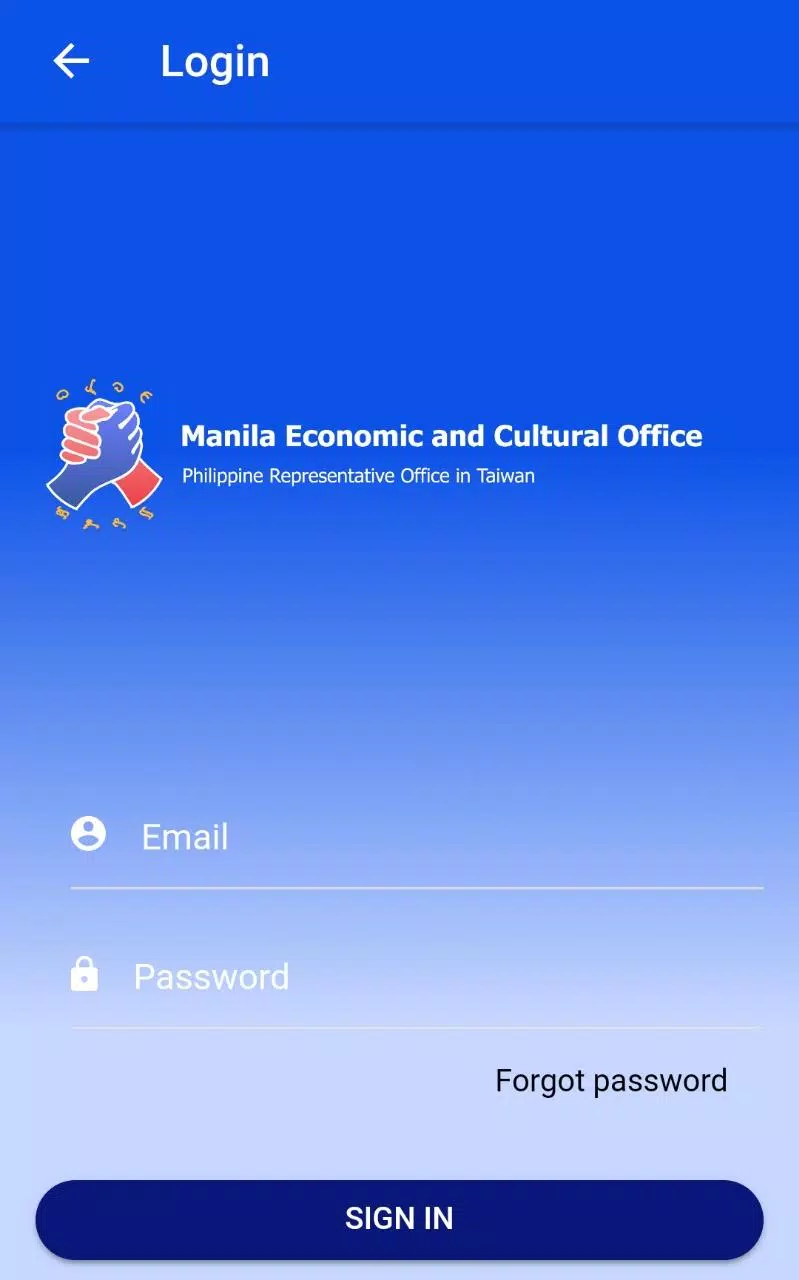 Login
Manila Economic and Cultural Office
Philippine Representative Office in Taiwan
Email
Password
Forgot password
SIGN IN